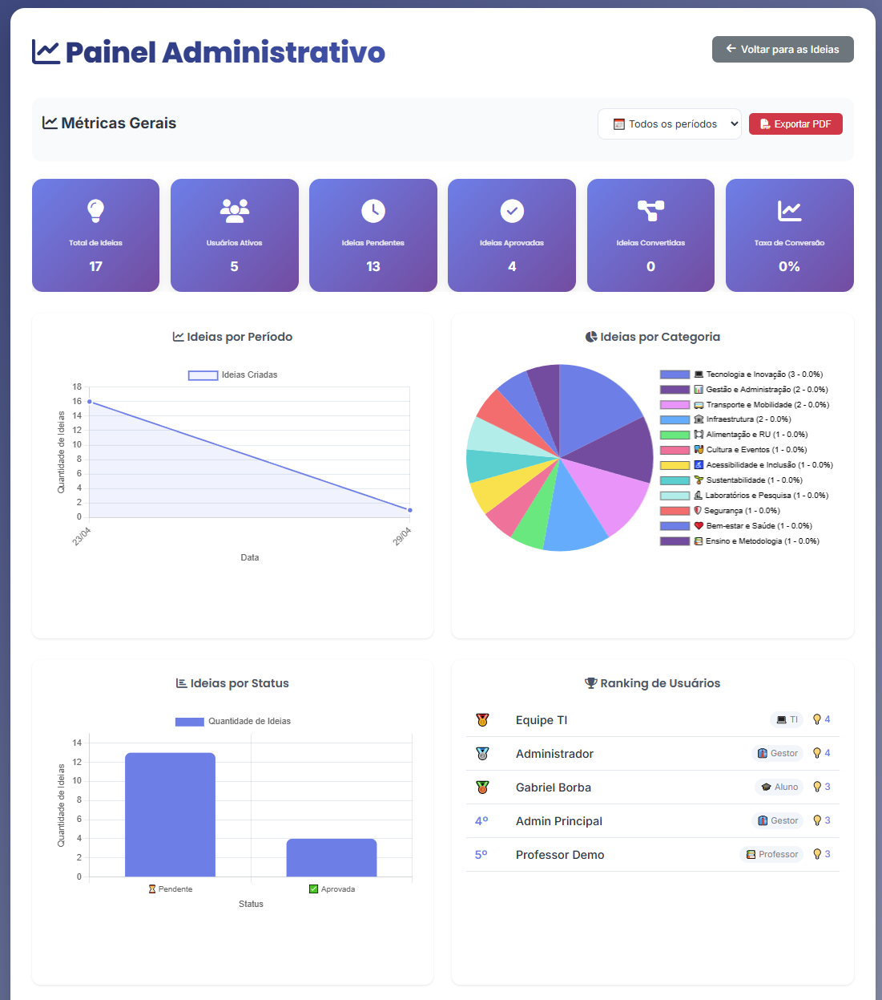 Painel Administrativo
Voltar para as Ideias
Métricas Gerais
Todos os períodos
Exportar PDF
Total de Ideias
17
Usuários Ativos
5
Ideias Pendentes
13
Ideias Aprovadas
4
Ideias Convertidas
0
Taxa de Conversão
0%
Ideias por Período
Ideias Criadas
Quantidade de Ideias
18
16
14
12
10
8
6
4
2
0
23/04
29/04
Data
Ideias por Categoria
Tecnologia e Inovação (3 - 0.0%)
Gestão e Administração (2 - 0.0%)
Transporte e Mobilidade (2 - 0.0%)
Infraestrutura (2 - 0.0%)
Alimentação e RU (1 - 0.0%)
Cultura e Eventos (1 - 0.0%)
Acessibilidade e Inclusão (1 - 0.0%)
Sustentabilidade (1 - 0.0%)
Laboratórios e Pesquisa (1 - 0.0%)
Segurança (1 - 0.0%)
Bem-estar e Saúde (1 - 0.0%)
Ensino e Metodologia (1 - 0.0%)
Ideias por Status
Quantidade de Ideias
Quantidade de Ideias
14
12
10
8
6
4
2
0
Pendente
Aprovada
Status
Ranking de Usuários
Equipe TI TI 4
Administrador Gestor 4
Gabriel Borba Aluno 3
4º Admin Principal Gestor 3
5º Professor Demo Professor 3